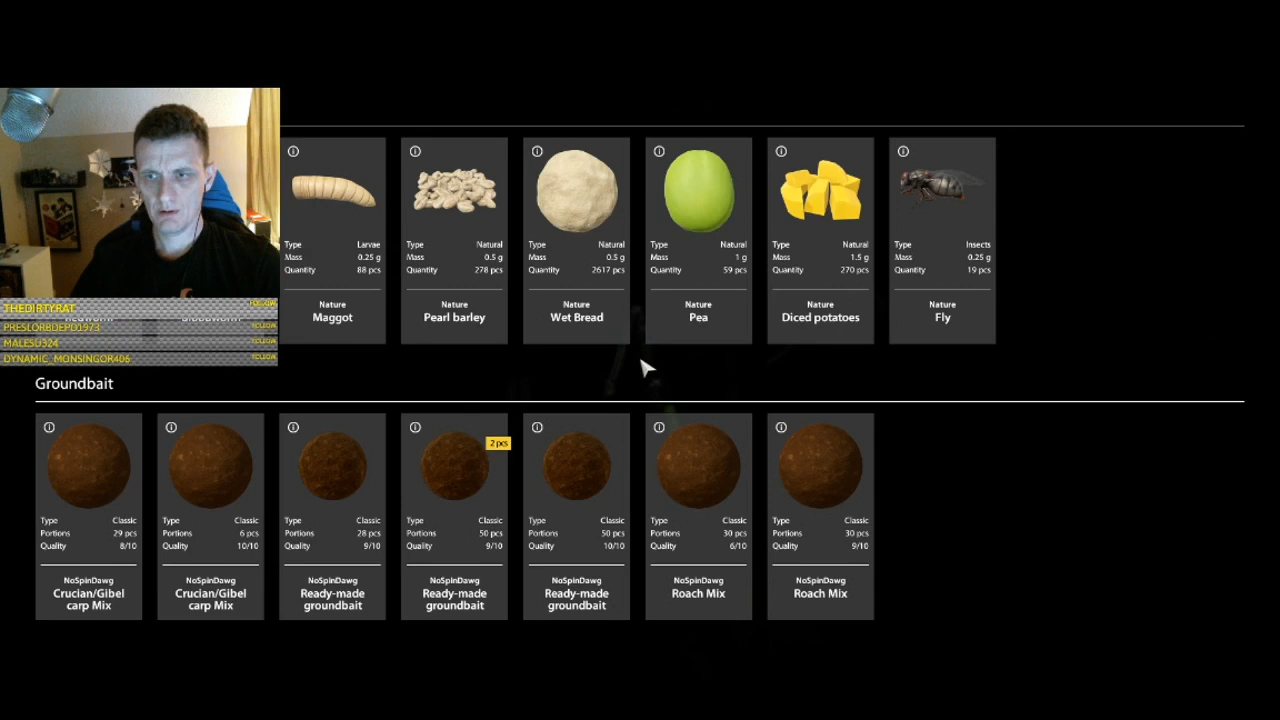 Type Larvae
Mass 0.25 g
Quantity 88 pcs
Nature
Maggot
Type Natural
Mass 0.5 g
Quantity 278 pcs
Nature
Pearl barley
Type Natural
Mass 0.5 g
Quantity 2617 pcs
Nature
Wet Bread
Type Natural
Mass 1 g
Quantity 59 pcs
Nature
Pea
Type Natural
Mass 1.5 g
Quantity 270 pcs
Nature
Diced potatoes
Type Insects
Mass 0.25 g
Quantity 19 pcs
Nature
Fly
THEDIRTYRAT FOLLOW
PRESLORBDEPD1973 FOLLOW
MALESU324 FOLLOW
DYNAMIC_MONSINGOR406 FOLLOW
Groundbait
Type Classic
Portions 29 pcs
Quality 8/10
NoSpinDawg
Crucian/Gibel
carp Mix
Type Classic
Portions 6 pcs
Quality 10/10
NoSpinDawg
Crucian/Gibel
carp Mix
Type Classic
Portions 28 pcs
Quality 9/10
NoSpinDawg
Ready-made
groundbait
2 pcs
Type Classic
Portions 50 pcs
Quality 9/10
NoSpinDawg
Ready-made
groundbait
Type Classic
Portions 50 pcs
Quality 10/10
NoSpinDawg
Ready-made
groundbait
Type Classic
Portions 30 pcs
Quality 6/10
NoSpinDawg
Roach Mix
Type Classic
Portions 30 pcs
Quality 9/10
NoSpinDawg
Roach Mix